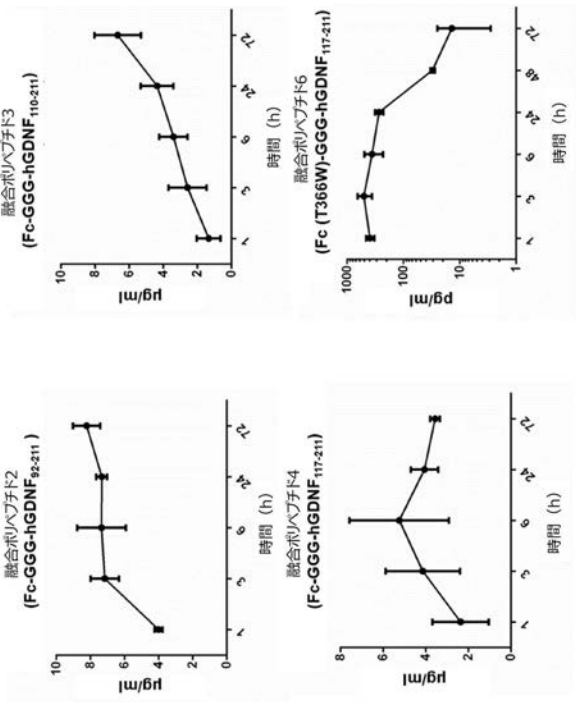 融合ポリペプチド2
(Fc-GGG-hGDNF92-211 )
μg/ml
10
8
6
4
2
0
1
3
6
24
72
時間 (h)
融合ポリペプチド3
(Fc-GGG-hGDNF110-211)
μg/ml
10
8
6
4
2
0
1
3
6
24
72
時間 (h)
融合ポリペプチド4
(Fc-GGG-hGDNF117-211)
μg/ml
8
6
4
2
0
1
3
6
24
72
時間 (h)
融合ポリペプチド6
(Fc (T366W)-GGG-hGDNF117-211)
pg/ml
1000
100
10
1
1
3
6
24
48
72
時間 (h)